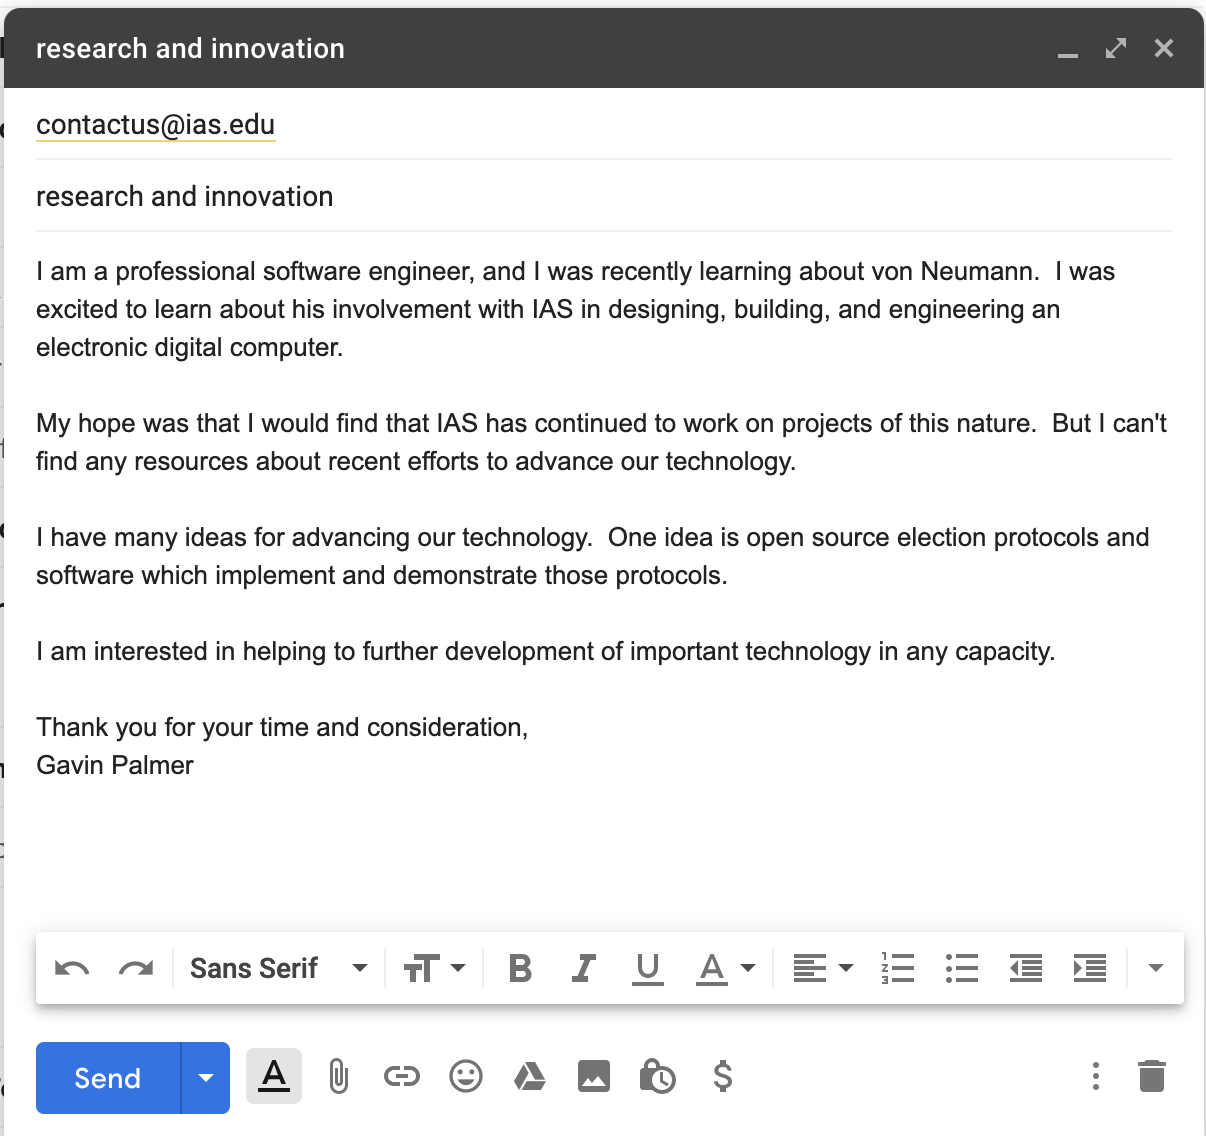 research and innovation
contactus@ias.edu
research and innovation
I am a professional software engineer, and I was recently learning about von Neumann.  I was
excited to learn about his involvement with IAS in designing, building, and engineering an
electronic digital computer.
My hope was that I would find that IAS has continued to work on projects of this nature.  But I can't
find any resources about recent efforts to advance our technology.
I have many ideas for advancing our technology.  One idea is open source election protocols and
software which implement and demonstrate those protocols.
I am interested in helping to further development of important technology in any capacity.
Thank you for your time and consideration,
Gavin Palmer
Sans Serif
Send